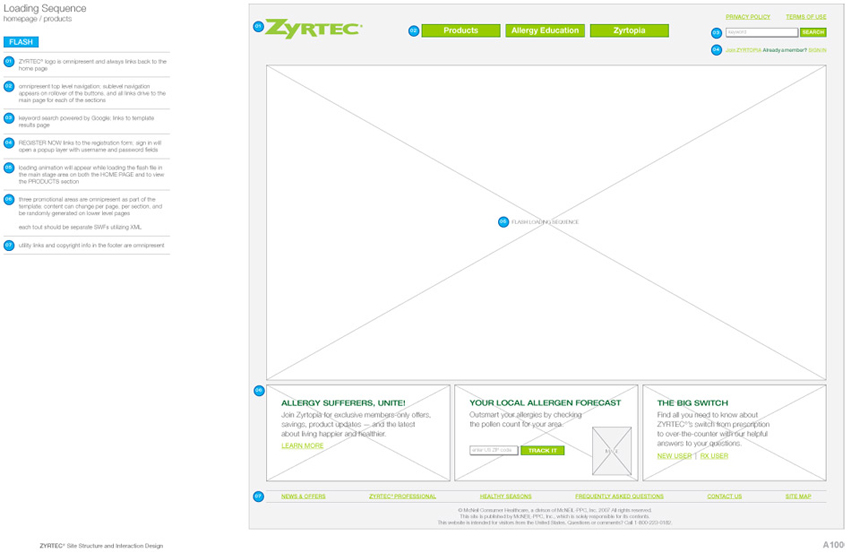 Loading Sequence
homepage / products
FLASH
01 ZYRTEC® logo is omnipresent and always links back to the
home page
02 omnipresent top level navigation; sublevel navigation
appears on rollover of the buttons, and all links drive to the
main page for each of the sections
03 keyword search powered by Google; links to template
results page
04 REGISTER NOW links to the registration form; sign in will
open a popup layer with username and password fields
05 loading animation will appear while loading the flash file in
the main stage area on both the HOME PAGE and to view
the PRODUCTS section
06 three promotional areas are omnipresent as part of the
template; content can change per page, per section, and
be randomly generated on lower level pages
each tout should be separate SWFs utilizing XML
07 utility links and copyright info in the footer are omnipresent
01 ZYRTEC®
02 Products Allergy Education Zyrtopia
PRIVACY POLICY TERMS OF USE
03 keyword SEARCH
04 Join ZYRTOPIA Already a member? SIGN IN
05 FLASH LOADING SEQUENCE
06
ALLERGY SUFFERERS, UNITE!
Join Zyrtopia for exclusive members-only offers,
savings, product updates — and the latest
about living happier and healthier.
LEARN MORE
YOUR LOCAL ALLERGEN FORECAST
Outsmart your allergies by checking
the pollen count for your area.
enter US ZIP code TRACK IT
THE BIG SWITCH
Find all you need to know about
ZYRTEC®'s switch from prescription
to over-the-counter with our helpful
answers to your questions.
NEW USER | RX USER
07 NEWS & OFFERS ZYRTEC® PROFESSIONAL HEALTHY SEASONS FREQUENTLY ASKED QUESTIONS CONTACT US SITE MAP
© McNeil Consumer Healthcare, a division of McNEIL-PPC, Inc. 2007 All rights reserved.
This site is published by McNEIL-PPC, Inc., which is solely responsible for its contents.
This website is intended for visitors from the United States. Questions or comments? Call
ZYRTEC® Site Structure and Interaction Design
A100